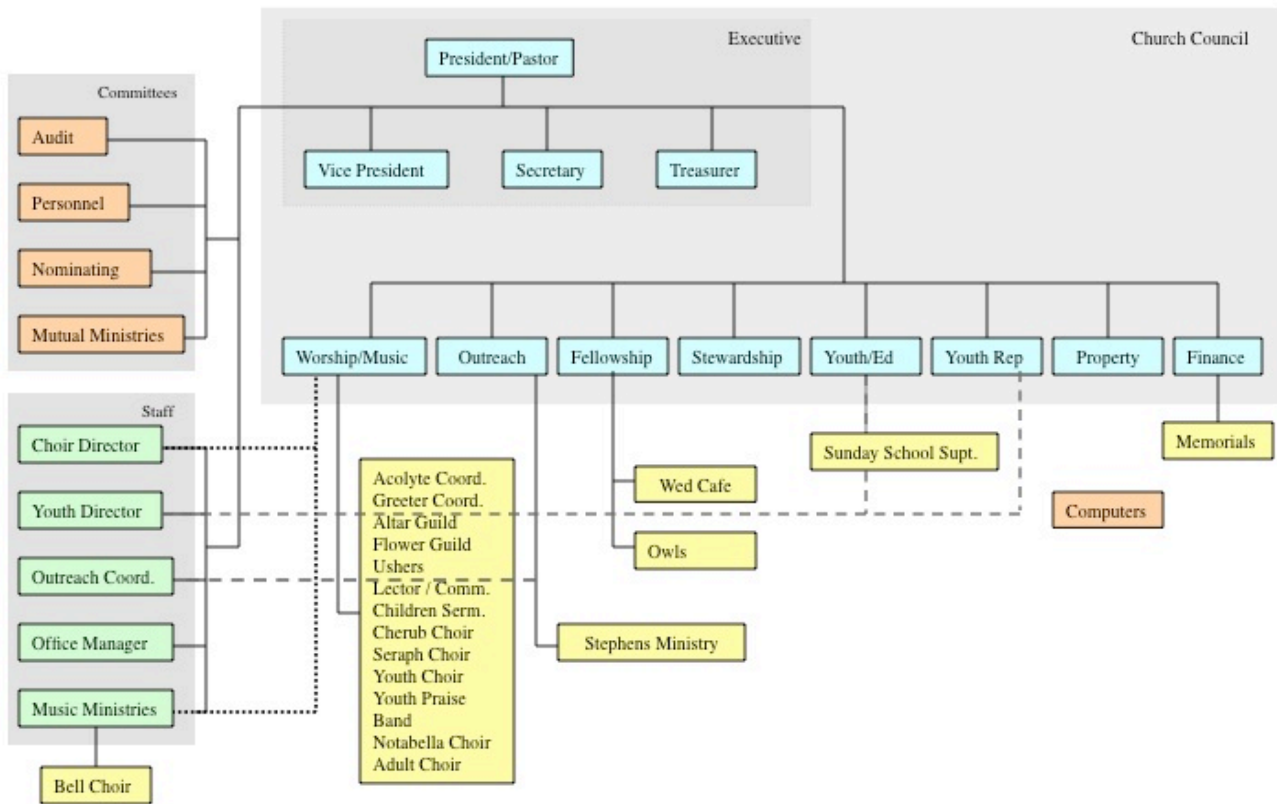 Executive
Church Council
President/Pastor
Committees
Audit
Vice President
Secretary
Treasurer
Personnel
Nominating
Mutual Ministries
Worship/Music
Outreach
Fellowship
Stewardship
Youth/Ed
Youth Rep
Property
Finance
Staff
Choir Director
Youth Director
Outreach Coord.
Office Manager
Music Ministries
Bell Choir
Acolyte Coord.
Greeter Coord.
Altar Guild
Flower Guild
Ushers
Lector / Comm.
Children Serm.
Cherub Choir
Seraph Choir
Youth Choir
Youth Praise
Band
Notabella Choir
Adult Choir
Wed Cafe
Owls
Stephens Ministry
Sunday School Supt.
Memorials
Computers